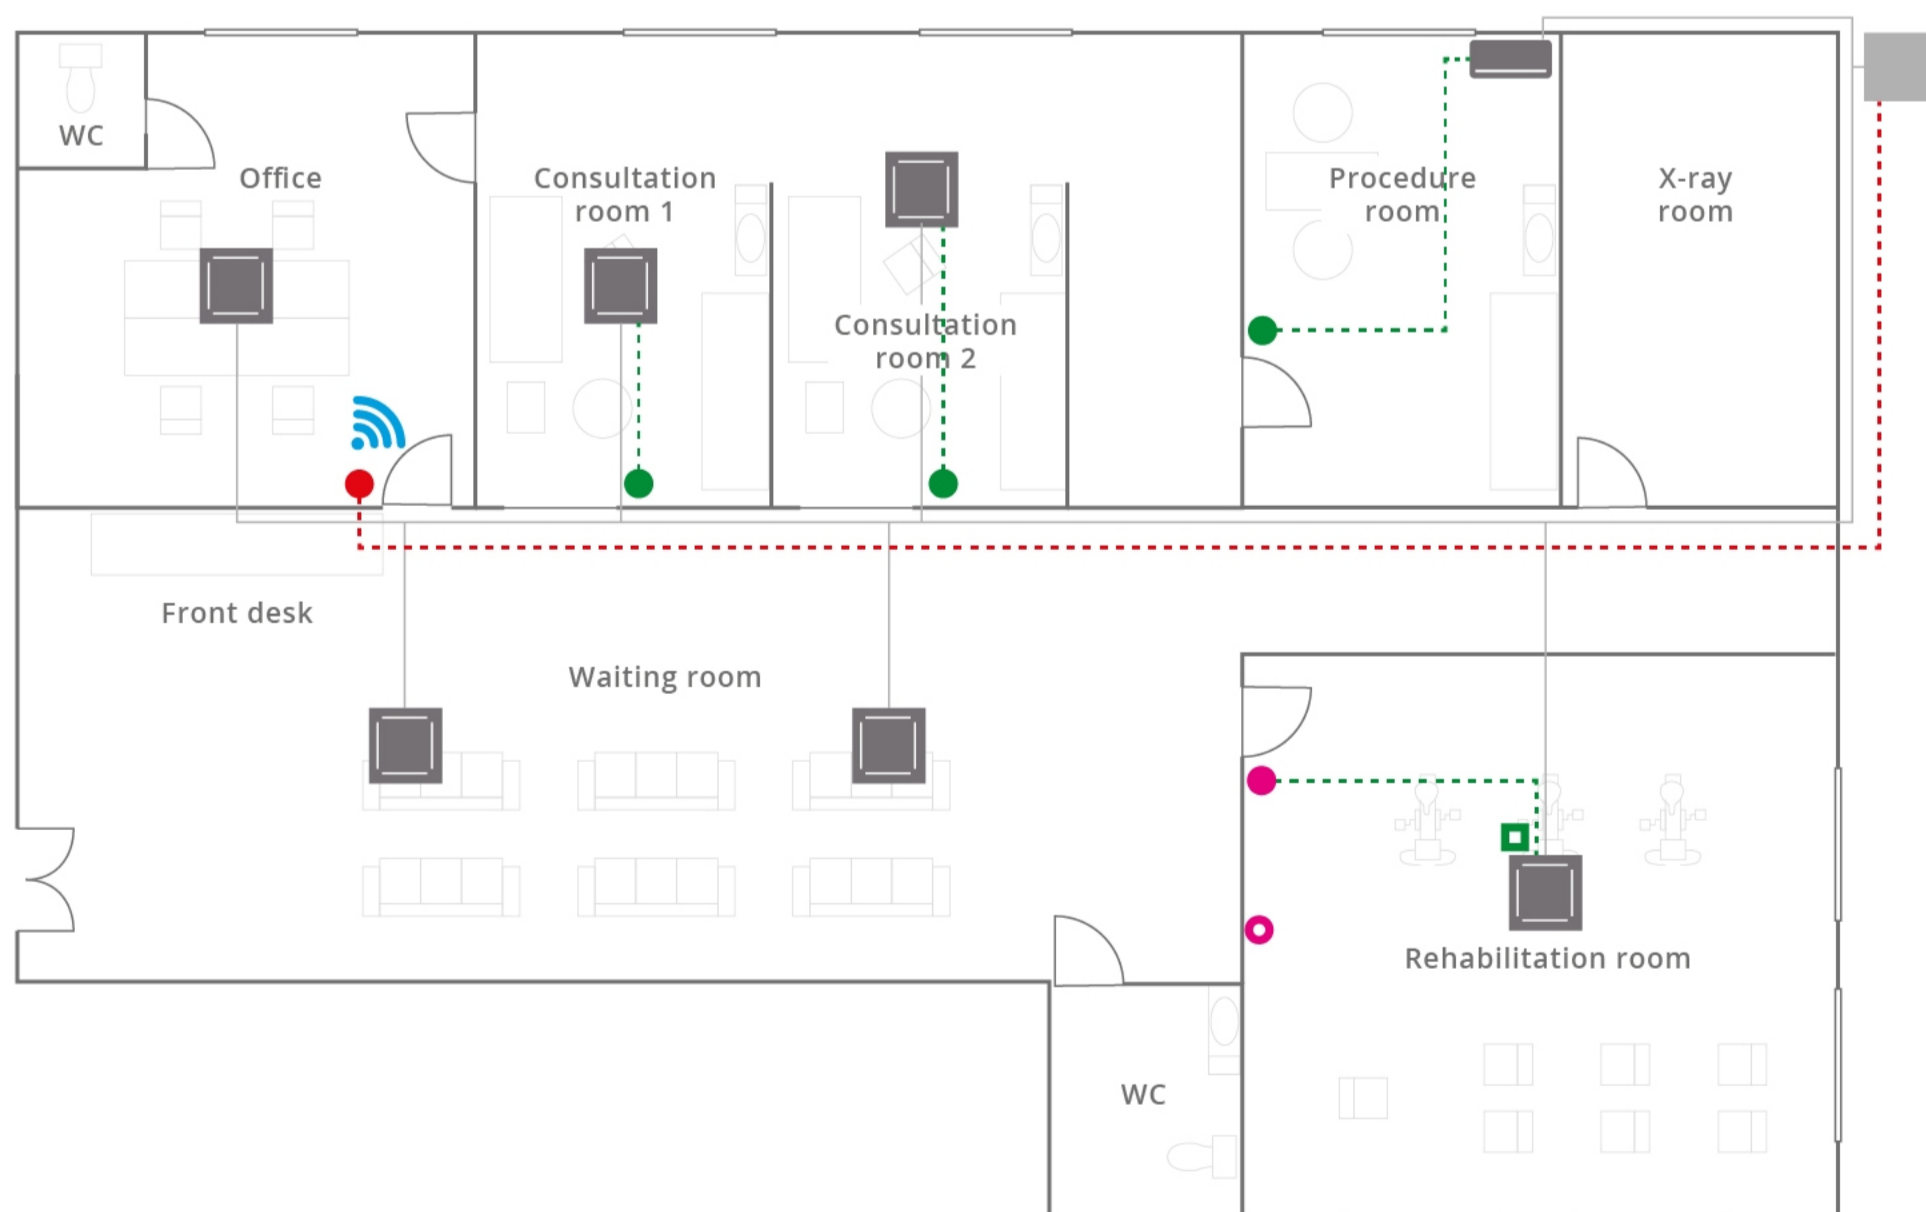 WC
Office
Consultation
room 1
Consultation
room 2
Procedure
room
X-ray
room
Front desk
Waiting room
Rehabilitation room
WC